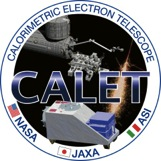 CALORIMETRIC ELECTRON TELESCOPE
CALET
NASA
JAXA
ASI